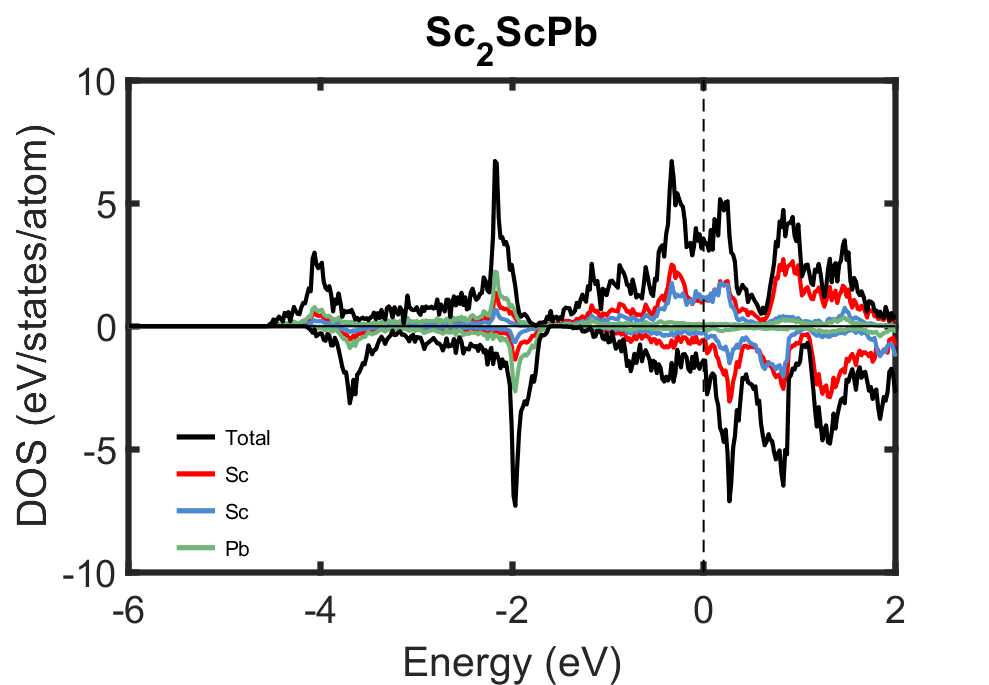 Sc2ScPb
10
5
0
-5
-10
DOS (eV/states/atom)
Total
Sc
Sc
Pb
-6 -4 -2 0 2
Energy (eV)